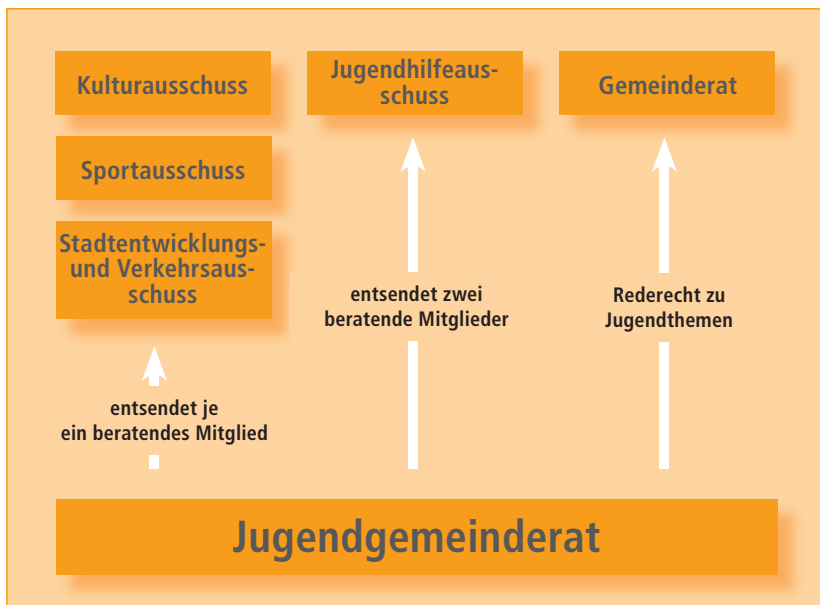 Kulturausschuss
Sportausschuss
Stadtentwicklungs-
und Verkehrsaus-
schuss
entsendet je
ein beratendes Mitglied
Jugendhilfeaus-
schuss
entsendet zwei
beratende Mitglieder
Gemeinderat
Rederecht zu
Jugendthemen
Jugendgemeinderat